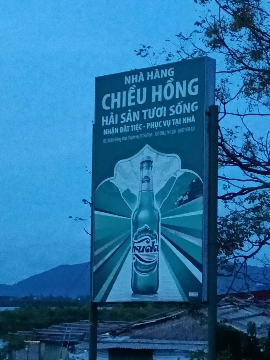 NHÀ HÀNG
CHIỀU HỒNG
HẢI SẢN TƯƠI SỐNG
NHẬN ĐẶT TIỆC - PHỤC VỤ TẠI NHÀ
Huda